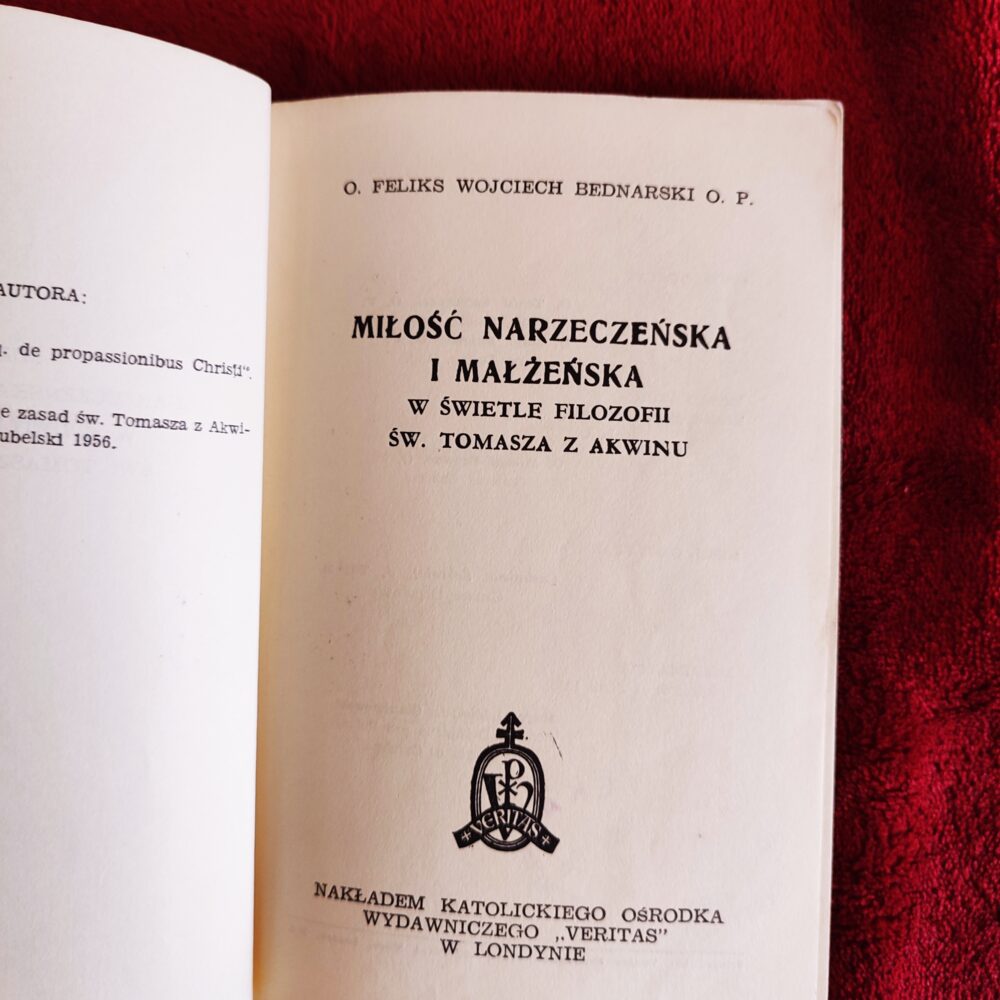 AUTORA:
de propassionibus Christi“.
zasad św. Tomasza z Akwi-
ubelski 1956.
O. FELIKS WOJCIECH BEDNARSKI O. P.
MIŁOŚĆ NARZECZEŃSKA
I MAŁŻEŃSKA
W ŚWIETLE FILOZOFII
ŚW. TOMASZA Z AKWINU
VERITAS
NAKŁADEM KATOLICKIEGO OŚRODKA
WYDAWNICZEGO „VERITAS”
W LONDYNIE